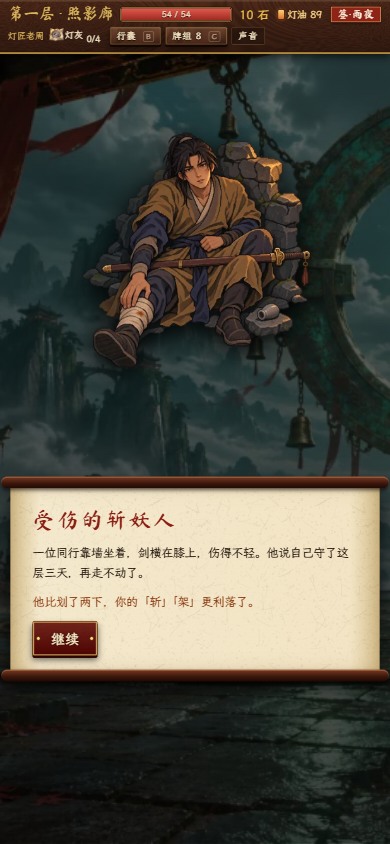 第一层·照影廊 54 / 54 10 石 灯油 89 签·雨夜
灯匠老周 灯灰 0/4 行囊 B 牌组 8 C 声音
受伤的斩妖人
一位同行靠墙坐着，剑横在膝上，伤得不轻。他说自己守了这
层三天，再走不动了。
他比划了两下，你的「斩」「架」更利落了。
继续